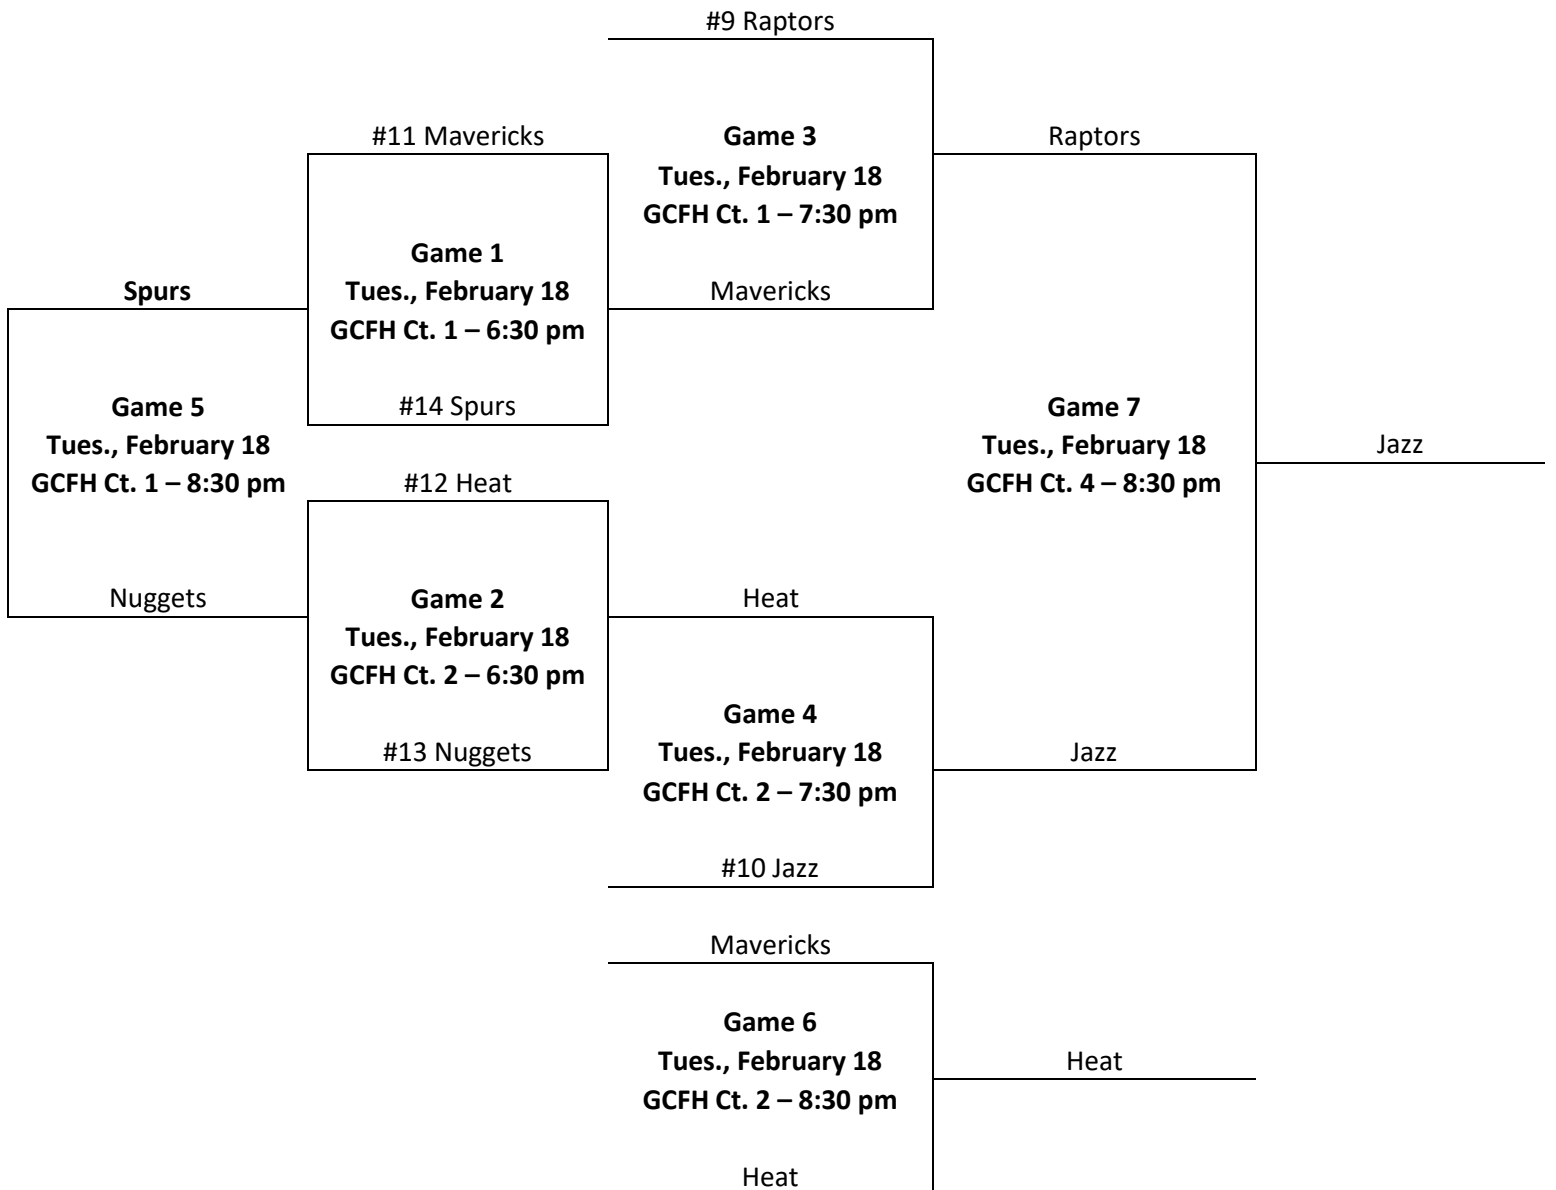 #9 Raptors
#11 Mavericks
Game 3
Tues., February 18
GCFH Ct. 1 – 7:30 pm
Raptors
Game 1
Tues., February 18
GCFH Ct. 1 – 6:30 pm
Spurs
Mavericks
#14 Spurs
Game 5
Tues., February 18
GCFH Ct. 1 – 8:30 pm
Game 7
Tues., February 18
GCFH Ct. 4 – 8:30 pm
Jazz
#12 Heat
Nuggets
Game 2
Tues., February 18
GCFH Ct. 2 – 6:30 pm
Heat
#13 Nuggets
Game 4
Tues., February 18
GCFH Ct. 2 – 7:30 pm
Jazz
#10 Jazz
Mavericks
Game 6
Tues., February 18
GCFH Ct. 2 – 8:30 pm
Heat
Heat